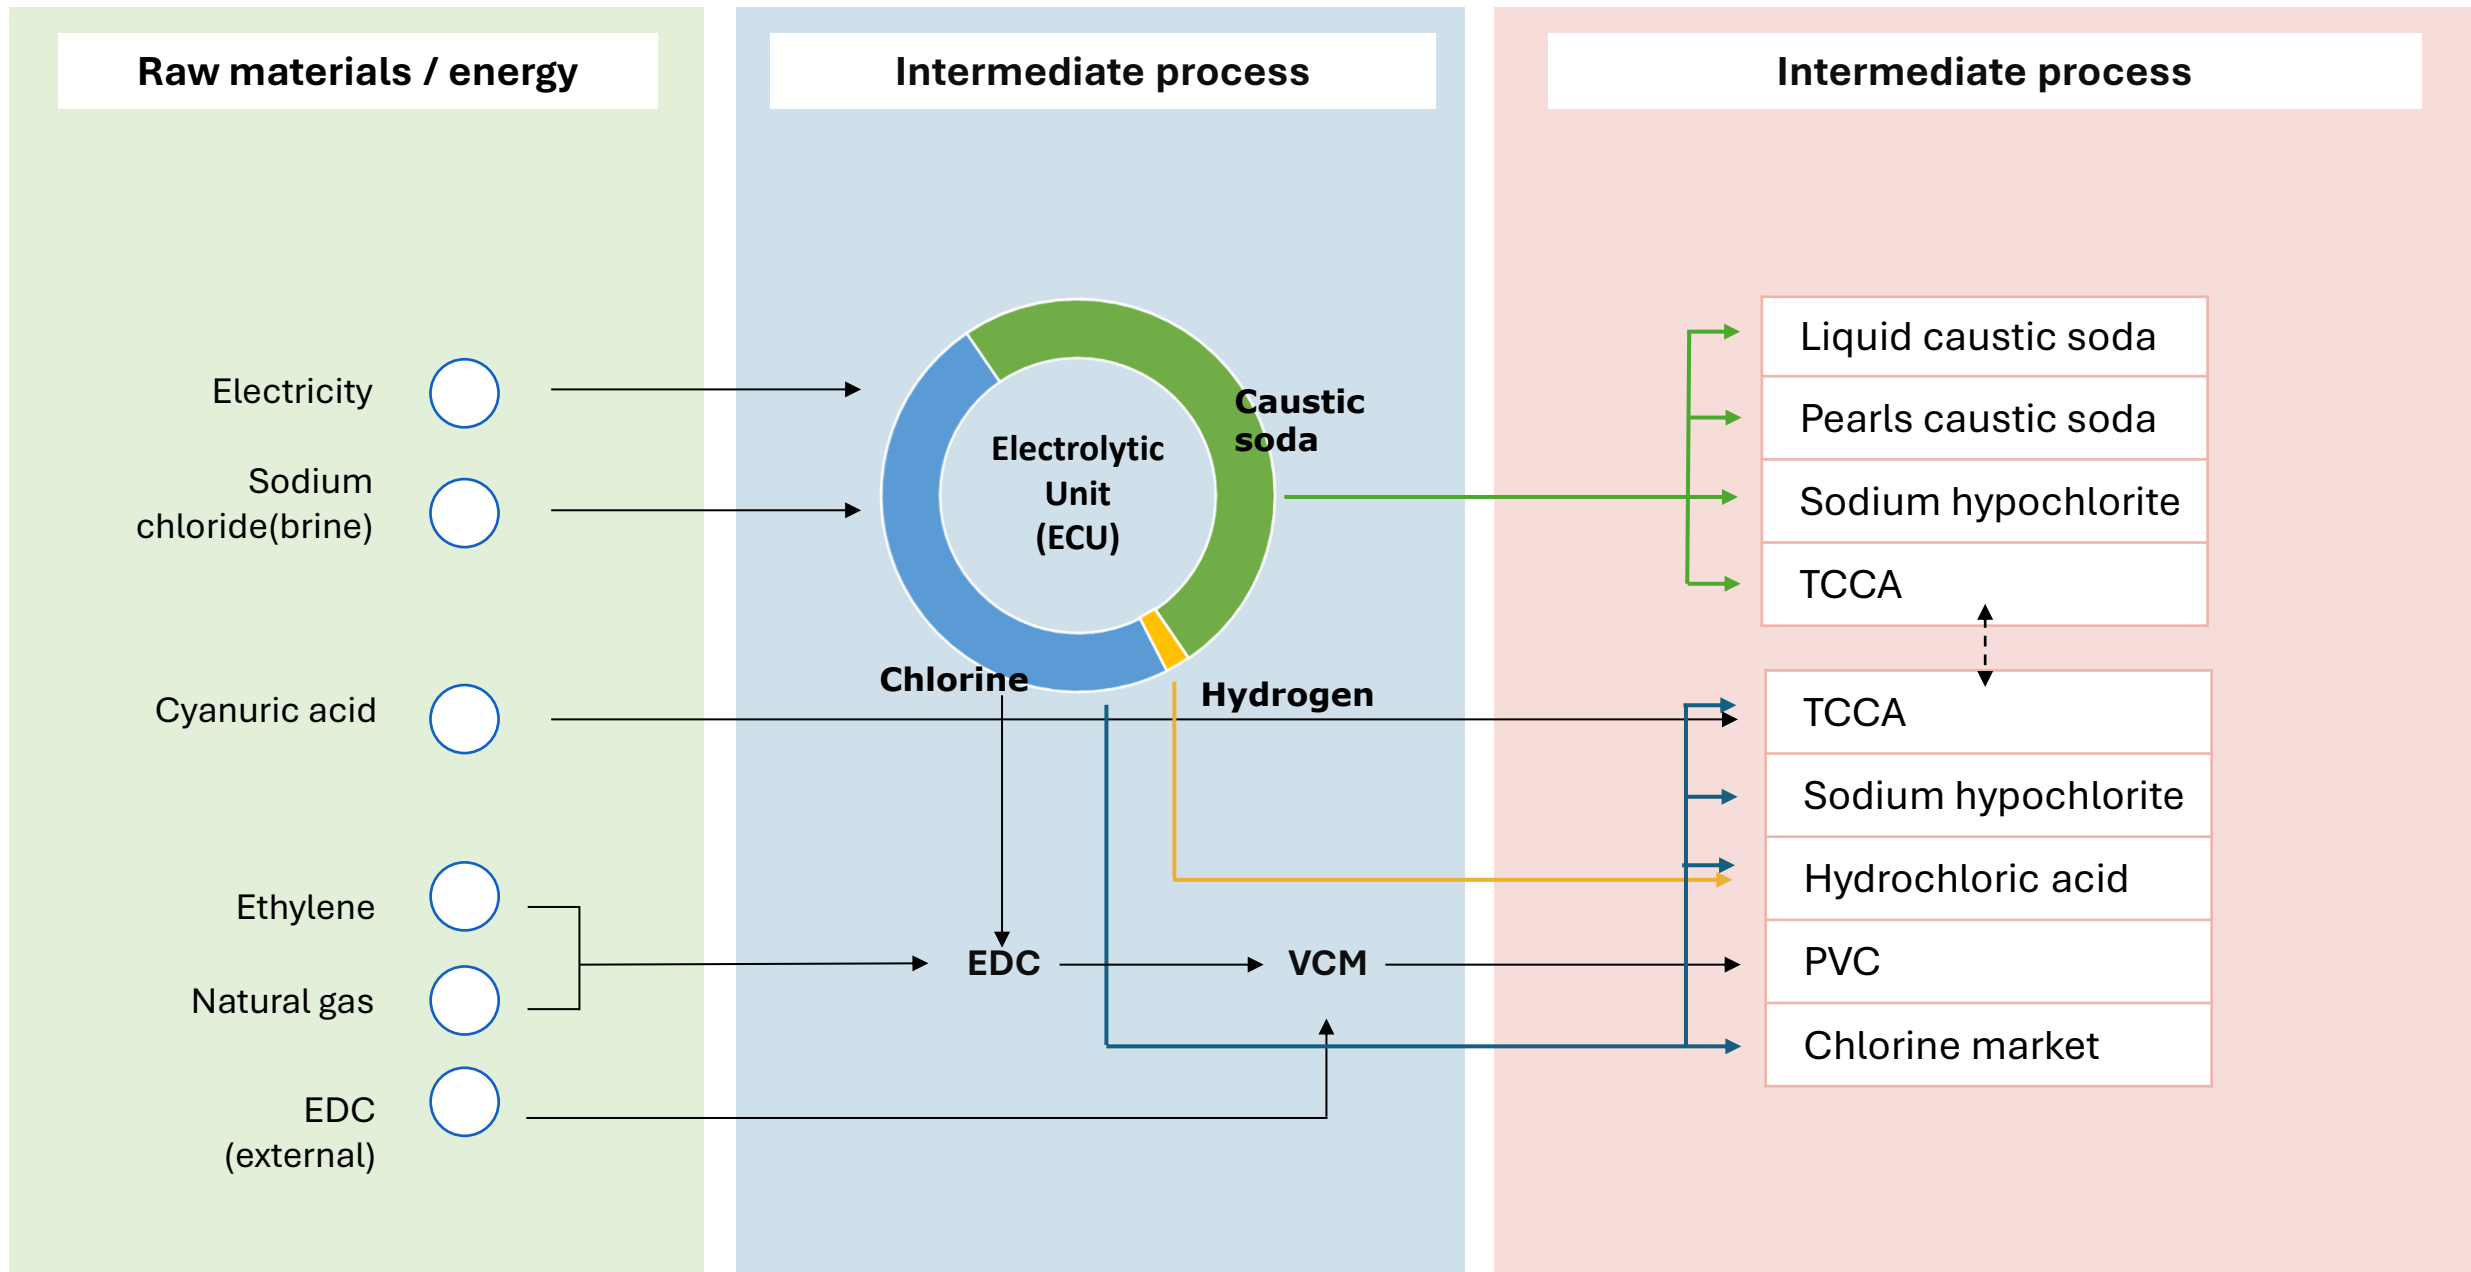 Raw materials / energy
Intermediate process
Intermediate process
Electricity
Sodium
chloride(brine)
Cyanuric acid
Ethylene
Natural gas
EDC
(external)
Electrolytic
Unit
(ECU)
Caustic
soda
Chlorine
Hydrogen
EDC
VCM
Liquid caustic soda
Pearls caustic soda
Sodium hypochlorite
TCCA
TCCA
Sodium hypochlorite
Hydrochloric acid
PVC
Chlorine market